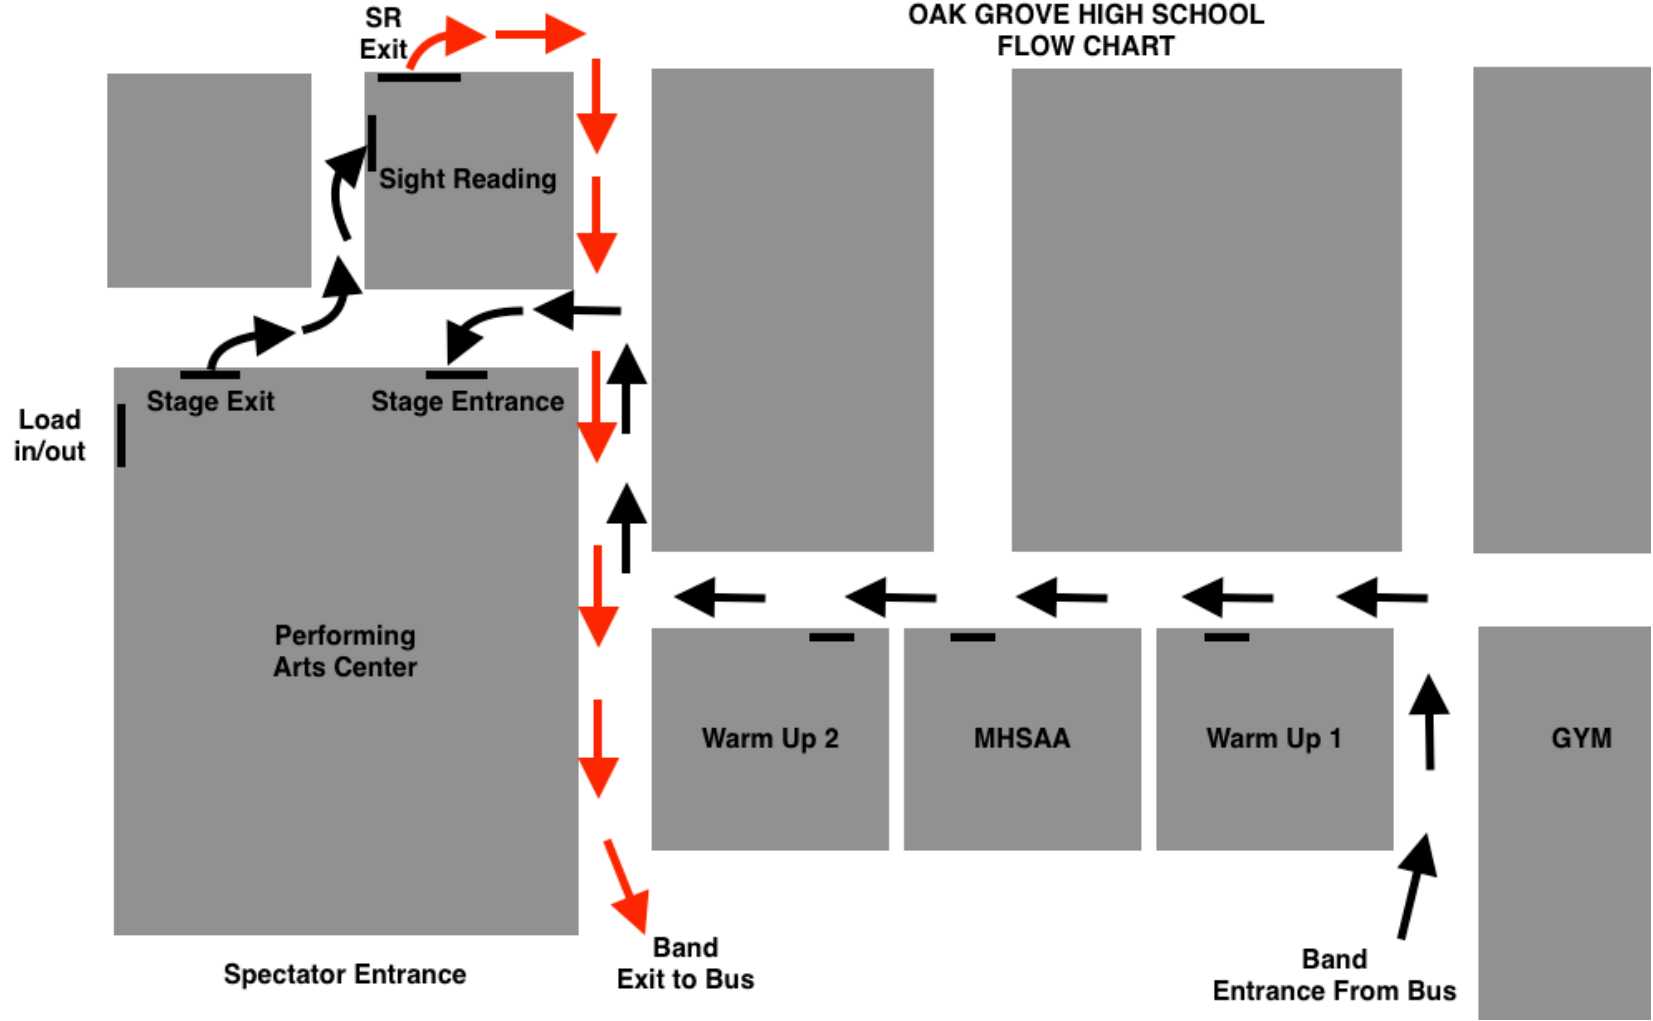 OAK GROVE HIGH SCHOOL
FLOW CHART
SR
Exit
Sight Reading
Stage Exit
Stage Entrance
Load
in/out
Performing
Arts Center
Warm Up 2
MHSAA
Warm Up 1
GYM
Band
Exit to Bus
Band
Entrance From Bus
Spectator Entrance